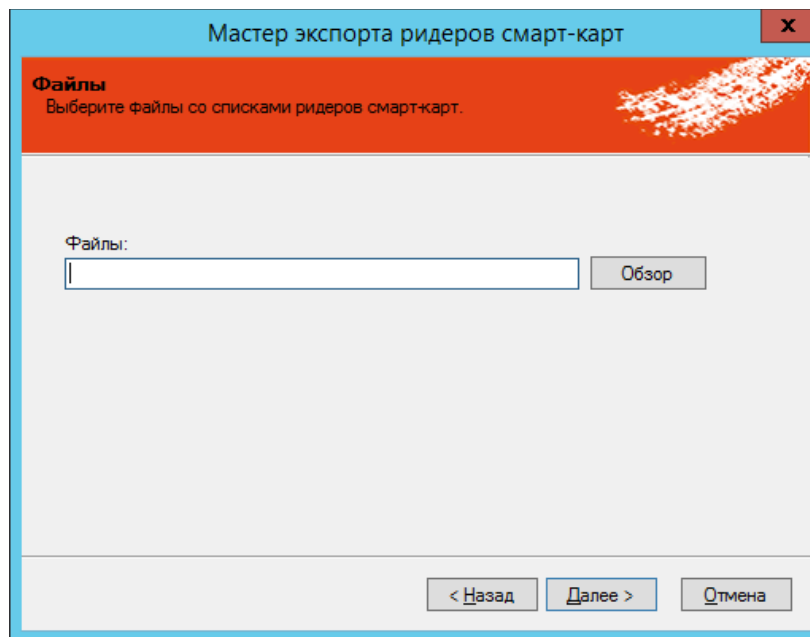 Мастер экспорта ридеров смарт-карт
x
Файлы
Выберите файлы со списками ридеров смарт-карт.
Файлы:
Обзор
< Назад Далее > Отмена